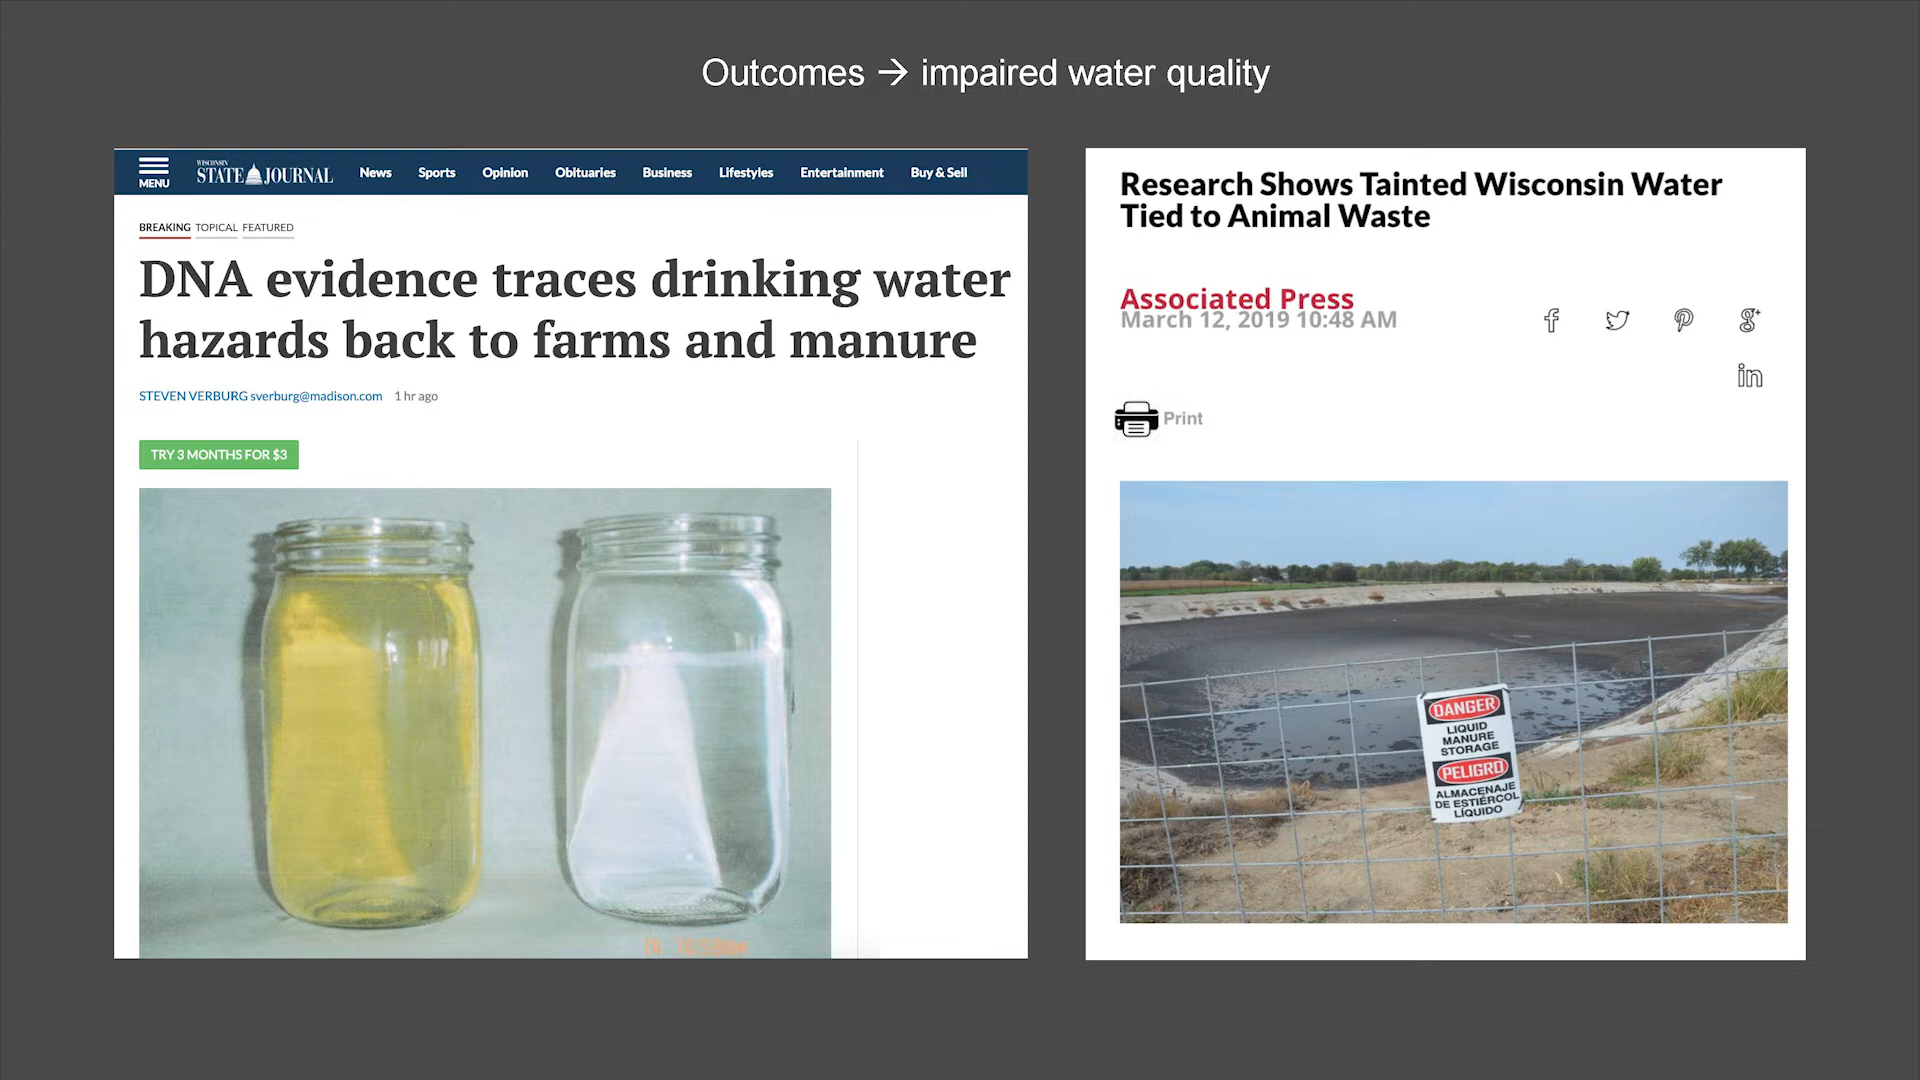 Outcomes → impaired water quality
MENU
WISCONSIN
STATE JOURNAL
News
Sports
Opinion
Obituaries
Business
Lifestyles
Entertainment
Buy & Sell
BREAKING TOPICAL FEATURED
DNA evidence traces drinking water
hazards back to farms and manure
STEVEN VERBURG sverburg@madison.com 1 hr ago
TRY 3 MONTHS FOR $3
Research Shows Tainted Wisconsin Water
Tied to Animal Waste
Associated Press
March 12, 2019 10:48 AM
Print
DANGER
LIQUID
MANURE
STORAGE
PELIGRO
ALMACENAJE
DE ESTIÉRCOL
LÍQUIDO